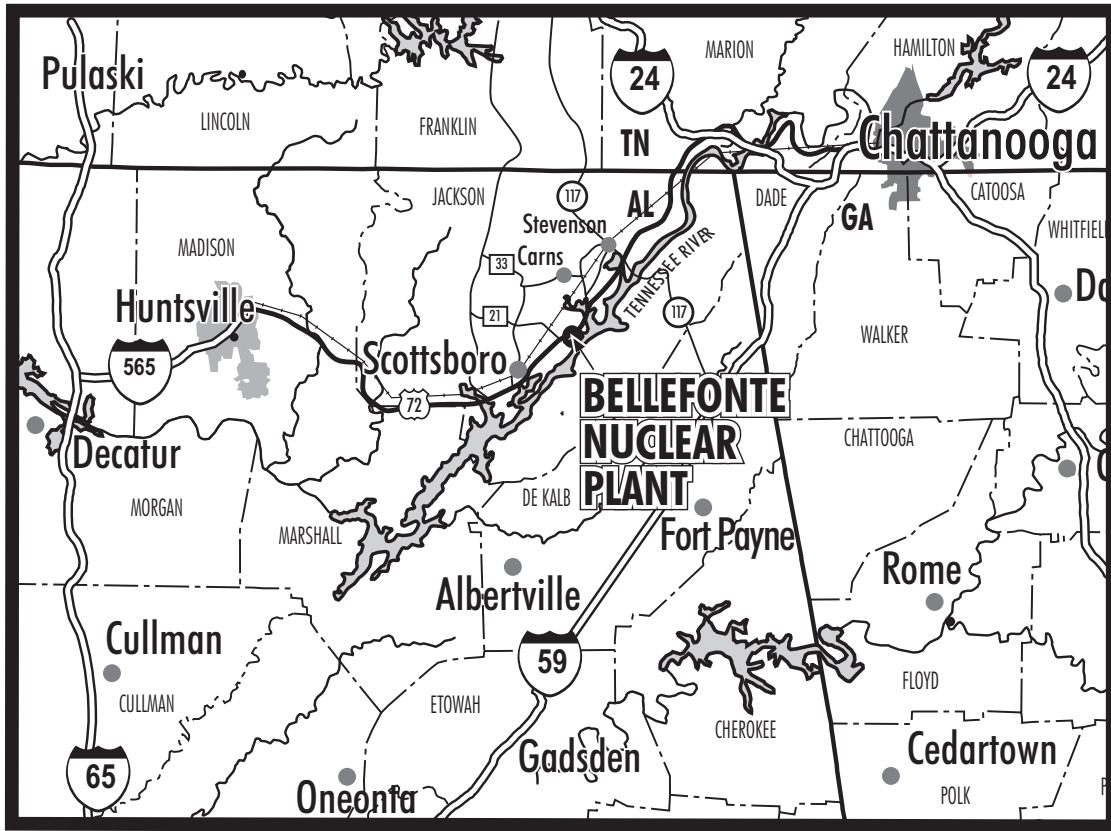 Pulaski
24
MARION
HAMILTON
24
LINCOLN
FRANKLIN
TN
Chattanooga
JACKSON
117
AL
DADE
GA
CATOOSA
WHITFIEL
MADISON
Stevenson
33
Carns
TENNESSEE RIVER
117
Huntsville
21
WALKER
565
Scottsboro
72
BELLEFONTE
NUCLEAR
PLANT
CHATTOOGA
Decatur
MORGAN
MARSHALL
DE KALB
Fort Payne
Rome
Albertville
Cullman
CULLMAN
59
ETOWAH
CHEROKEE
FLOYD
Gadsden
Cedartown
65
Oneonta
POLK